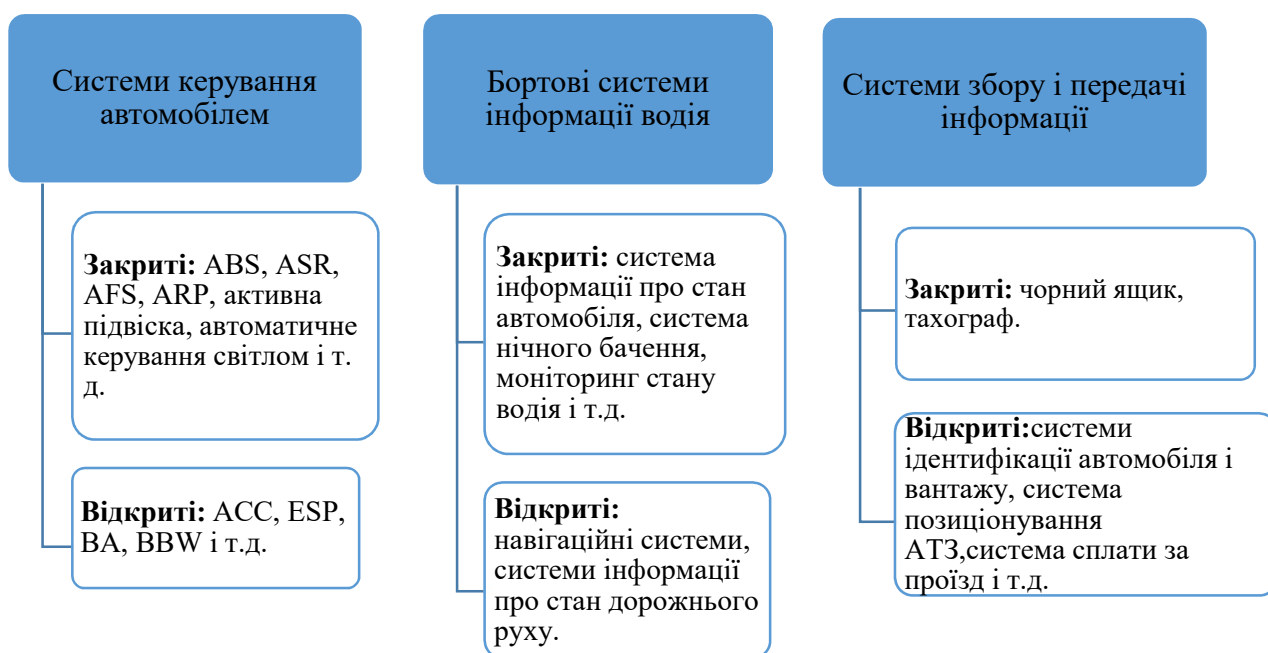 Системи керування
автомобілем
Закриті: ABS, ASR,
AFS, ARP, активна
підвіска, автоматичне
керування світлом і т.
д.
Відкриті: ACC, ESP,
BA, BBW і т.д.
Бортові системи
інформації водія
Закриті: система
інформації про стан
автомобіля, система
нічного бачення,
моніторинг стану
водія і т.д.
Відкриті:
навігаційні системи,
системи інформації
про стан дорожнього
руху.
Системи збору і передачі
інформації
Закриті: чорний ящик,
тахограф.
Відкриті:системи
ідентифікації автомобіля і
вантажу, система
позиціонування
АТЗ,система сплати за
проїзд і т.д.